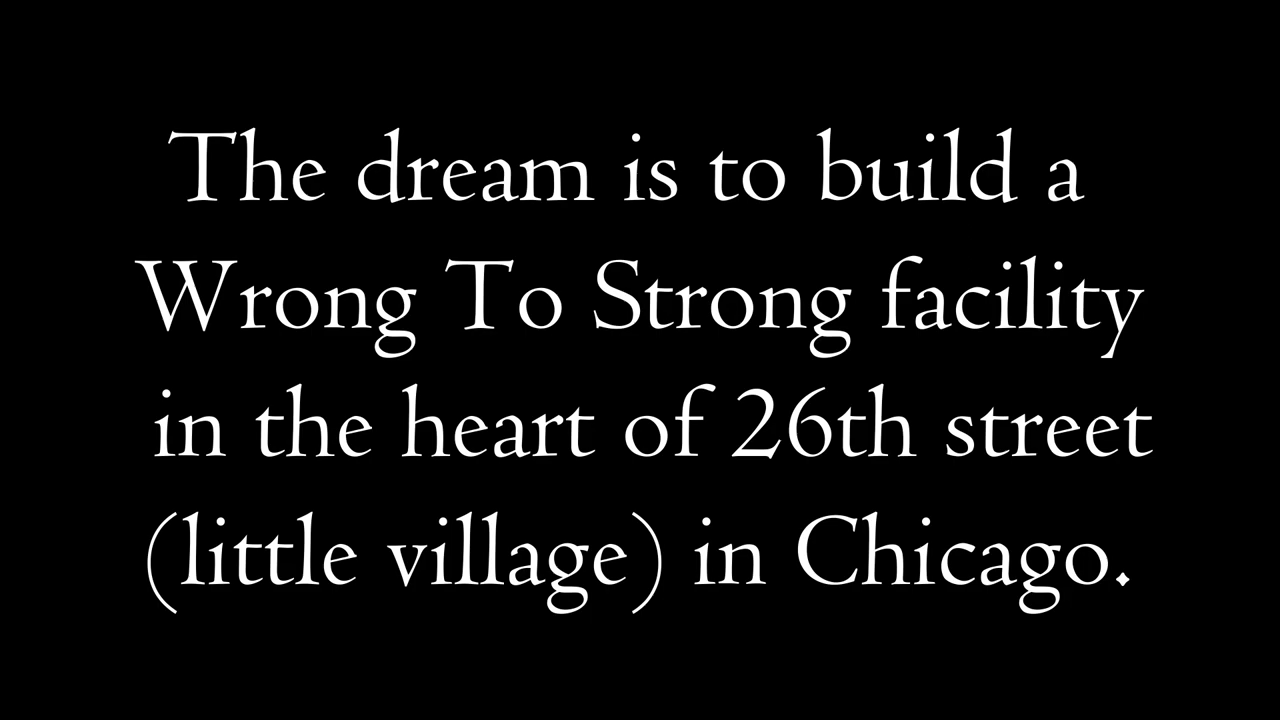 The dream is to build a
Wrong To Strong facility
in the heart of 26th street
(little village) in Chicago.